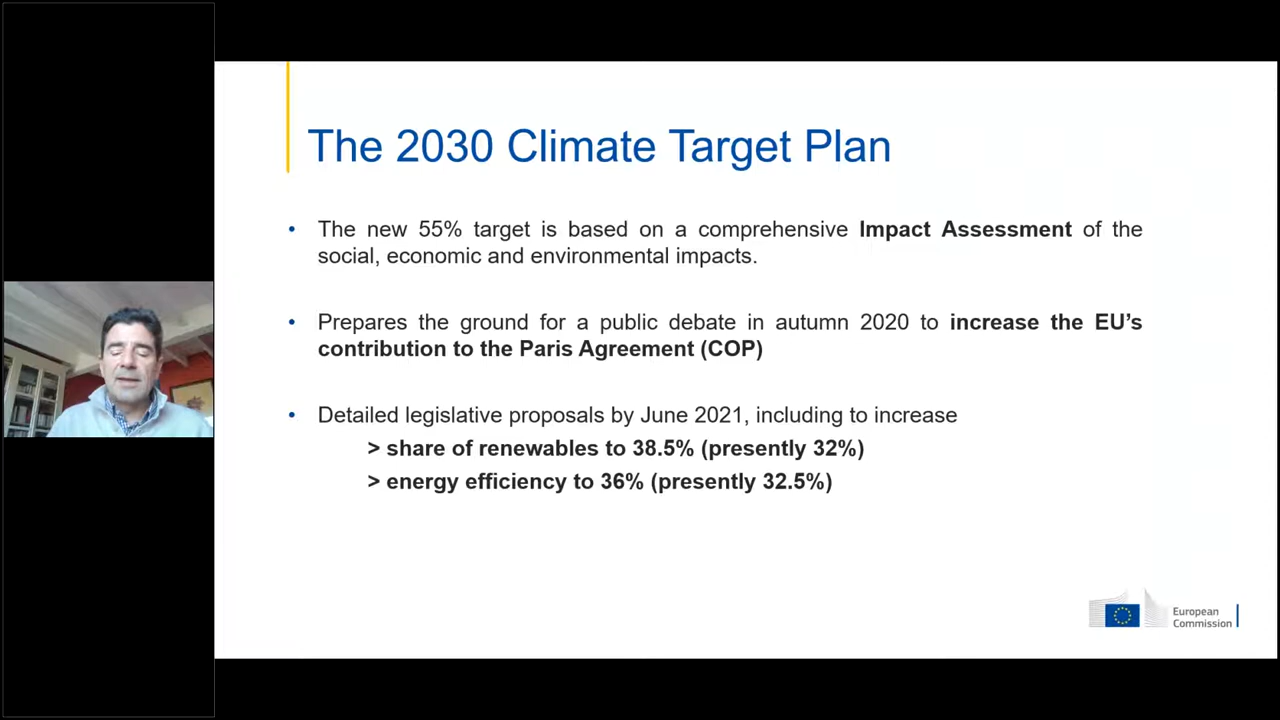 The 2030 Climate Target Plan
• The new 55% target is based on a comprehensive Impact Assessment of the
social, economic and environmental impacts.
• Prepares the ground for a public debate in autumn 2020 to increase the EU’s
contribution to the Paris Agreement (COP)
• Detailed legislative proposals by June 2021, including to increase
> share of renewables to 38.5% (presently 32%)
> energy efficiency to 36% (presently 32.5%)
European
Commission